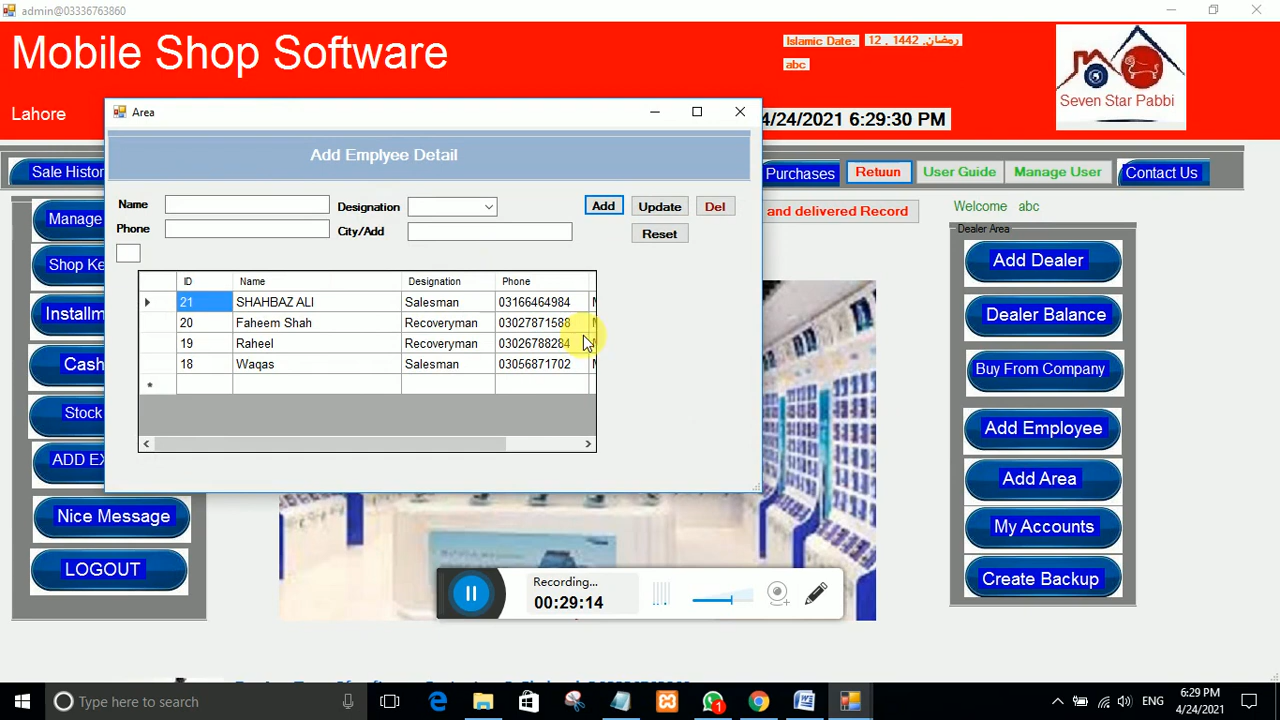 admin@03336763860
Mobile Shop Software
Islamic Date:
12 ,رمضان, 1442
abc
Seven Star Pabbi
Lahore
4/24/2021 6:29:30 PM
Area
Add Emplyee Detail
Name
Designation
Add
Update
Del
Phone
City/Add
Reset
ID Name Designation Phone
21 SHAHBAZ ALI Salesman 03166464984
20 Faheem Shah Recoveryman 03027871588
19 Raheel Recoveryman 03026788284
18 Waqas Salesman 03056871702
Sale Histor
Purchases
Retuun
User Guide
Manage User
Contact Us
and delivered Record
Welcome abc
Manage
Shop Ke
Installm
Cash
Stock
ADD EX
Nice Message
LOGOUT
Dealer Area
Add Dealer
Dealer Balance
Buy From Company
Add Employee
Add Area
My Accounts
Create Backup
Recording...
00:29:14
Type here to search
1
ENG
6:29 PM
4/24/2021